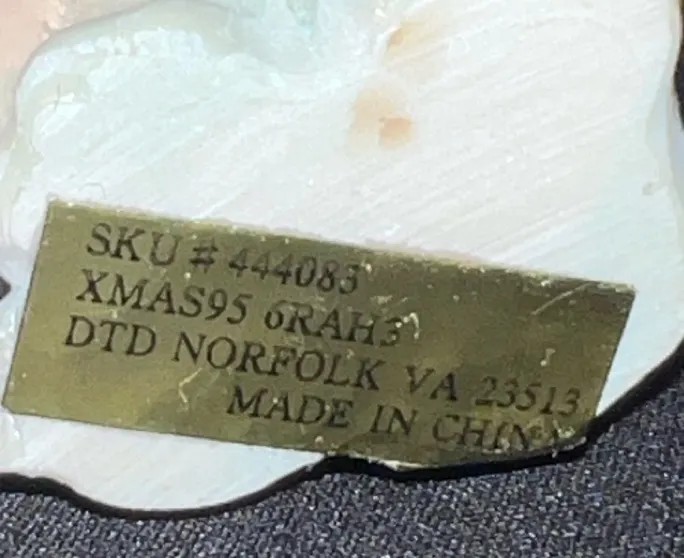 SKU # 444083
XMAS95 6RAH3
DTD NORFOLK VA 23513
MADE IN CHINA